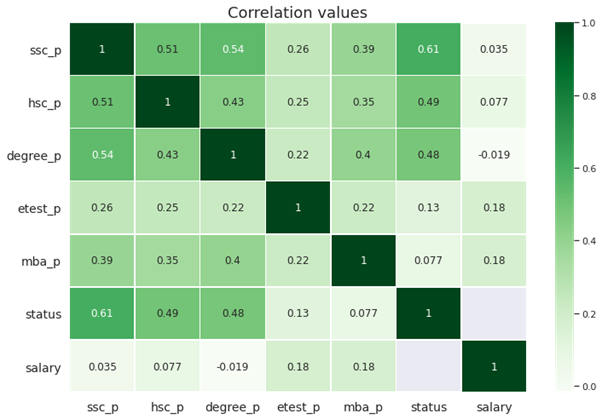 Correlation values
ssc_p 1 0.51 0.54 0.26 0.39 0.61 0.035
hsc_p 0.51 1 0.43 0.25 0.35 0.49 0.077
degree_p 0.54 0.43 1 0.22 0.4 0.48 -0.019
etest_p 0.26 0.25 0.22 1 0.22 0.13 0.18
mba_p 0.39 0.35 0.4 0.22 1 0.077 0.18
status 0.61 0.49 0.48 0.13 0.077 1
salary 0.035 0.077 -0.019 0.18 0.18 1
ssc_p hsc_p degree_p etest_p mba_p status salary
1.0
0.8
0.6
0.4
0.2
0.0